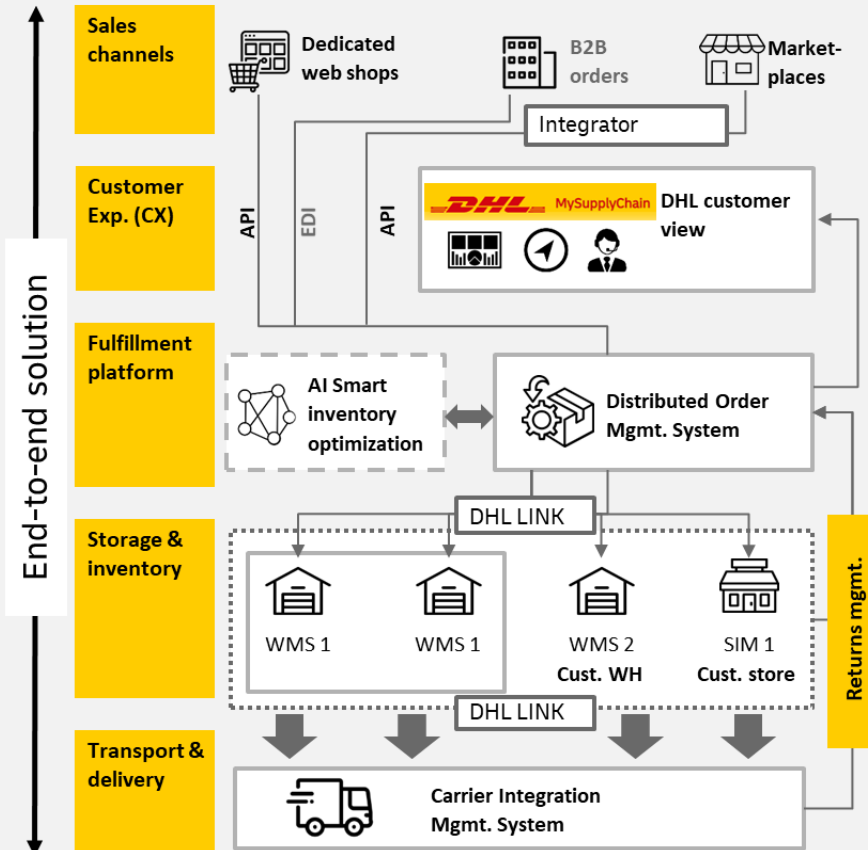 End-to-end solution
Sales
channels
Dedicated
web shops
B2B
orders
Market-
places
Integrator
Customer
Exp. (CX)
API
EDI
API
DHL
MySupplyChain
DHL customer
view
Fulfillment
platform
AI Smart
inventory
optimization
Distributed Order
Mgmt. System
DHL LINK
Storage &
inventory
WMS 1
WMS 1
WMS 2
Cust. WH
SIM 1
Cust. store
Returns mgmt.
DHL LINK
Transport &
delivery
Carrier Integration
Mgmt. System